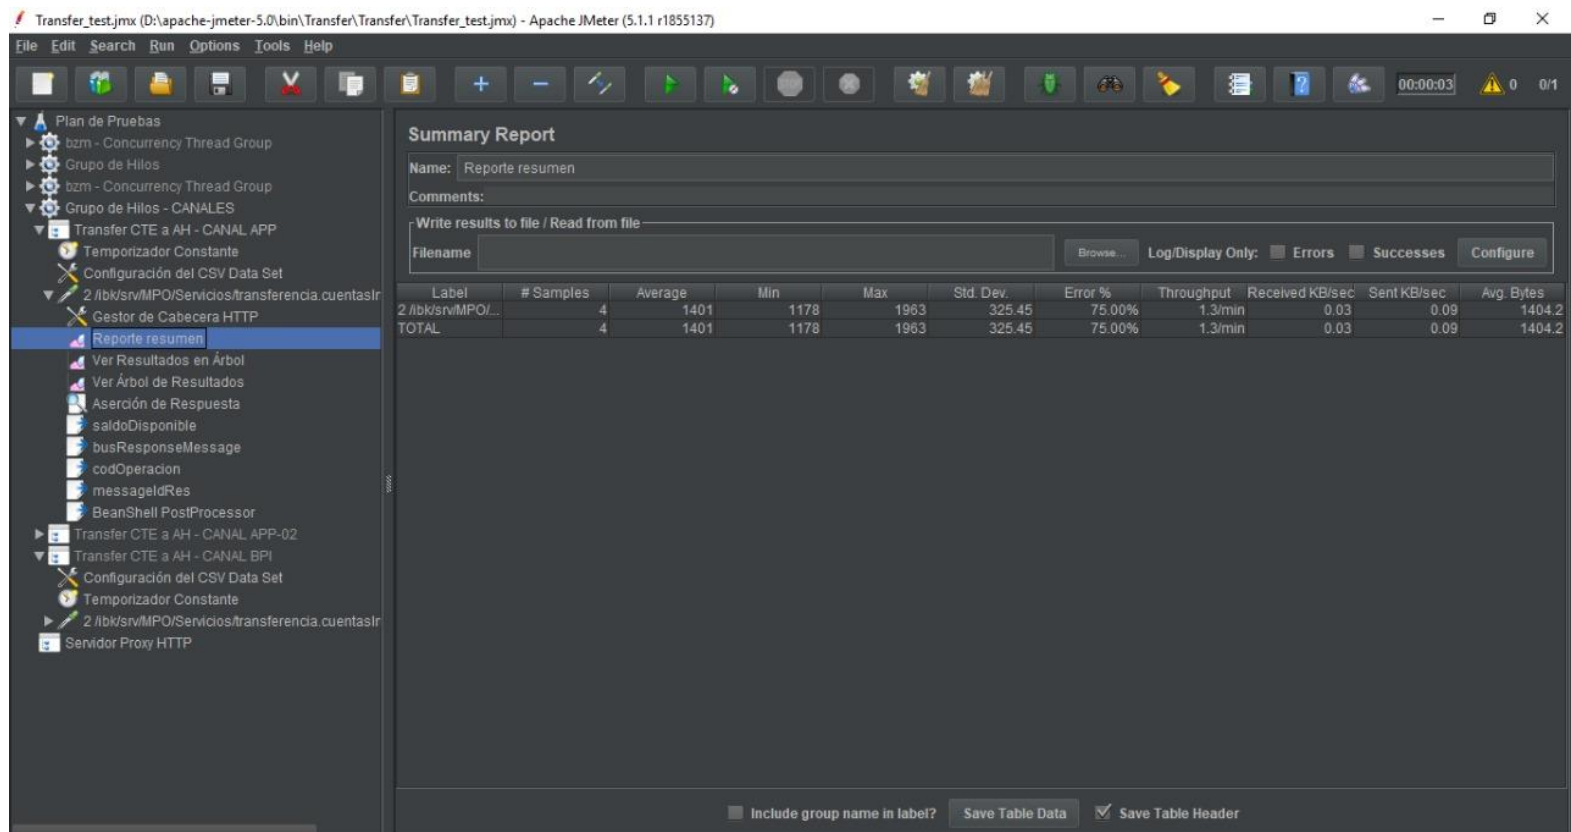 Transfer_test.jmx (D:\apache-jmeter-5.0\bin\Transfer\Transfer\Transfer_test.jmx) - Apache JMeter (5.1.1 r1855137)
File Edit Search Run Options Tools Help
00:00:03 0 0/1
Plan de Pruebas
bzm - Concurrency Thread Group
Grupo de Hilos
bzm - Concurrency Thread Group
Grupo de Hilos - CANALES
Transfer CTE a AH - CANAL APP
Temporizador Constante
Configuración del CSV Data Set
2 /ibk/srv/MPO/Servicios/transferencia.cuentasIr
Gestor de Cabecera HTTP
Reporte resumen
Ver Resultados en Árbol
Ver Árbol de Resultados
Aserción de Respuesta
saldoDisponible
busResponseMessage
codOperacion
messageIdRes
BeanShell PostProcessor
Transfer CTE a AH - CANAL APP-02
Transfer CTE a AH - CANAL BPI
Configuración del CSV Data Set
Temporizador Constante
2 /ibk/srv/MPO/Servicios/transferencia.cuentasIr
Servidor Proxy HTTP
Summary Report
Name: Reporte resumen
Comments:
Write results to file / Read from file
Filename Browse... Log/Display Only: Errors Successes Configure
Label # Samples Average Min Max Std. Dev. Error % Throughput Received KB/sec Sent KB/sec Avg. Bytes
2 /ibk/srv/MPO/... 4 1401 1178 1963 325.45 75.00% 1.3/min 0.03 0.09 1404.2
TOTAL 4 1401 1178 1963 325.45 75.00% 1.3/min 0.03 0.09 1404.2
Include group name in label? Save Table Data Save Table Header